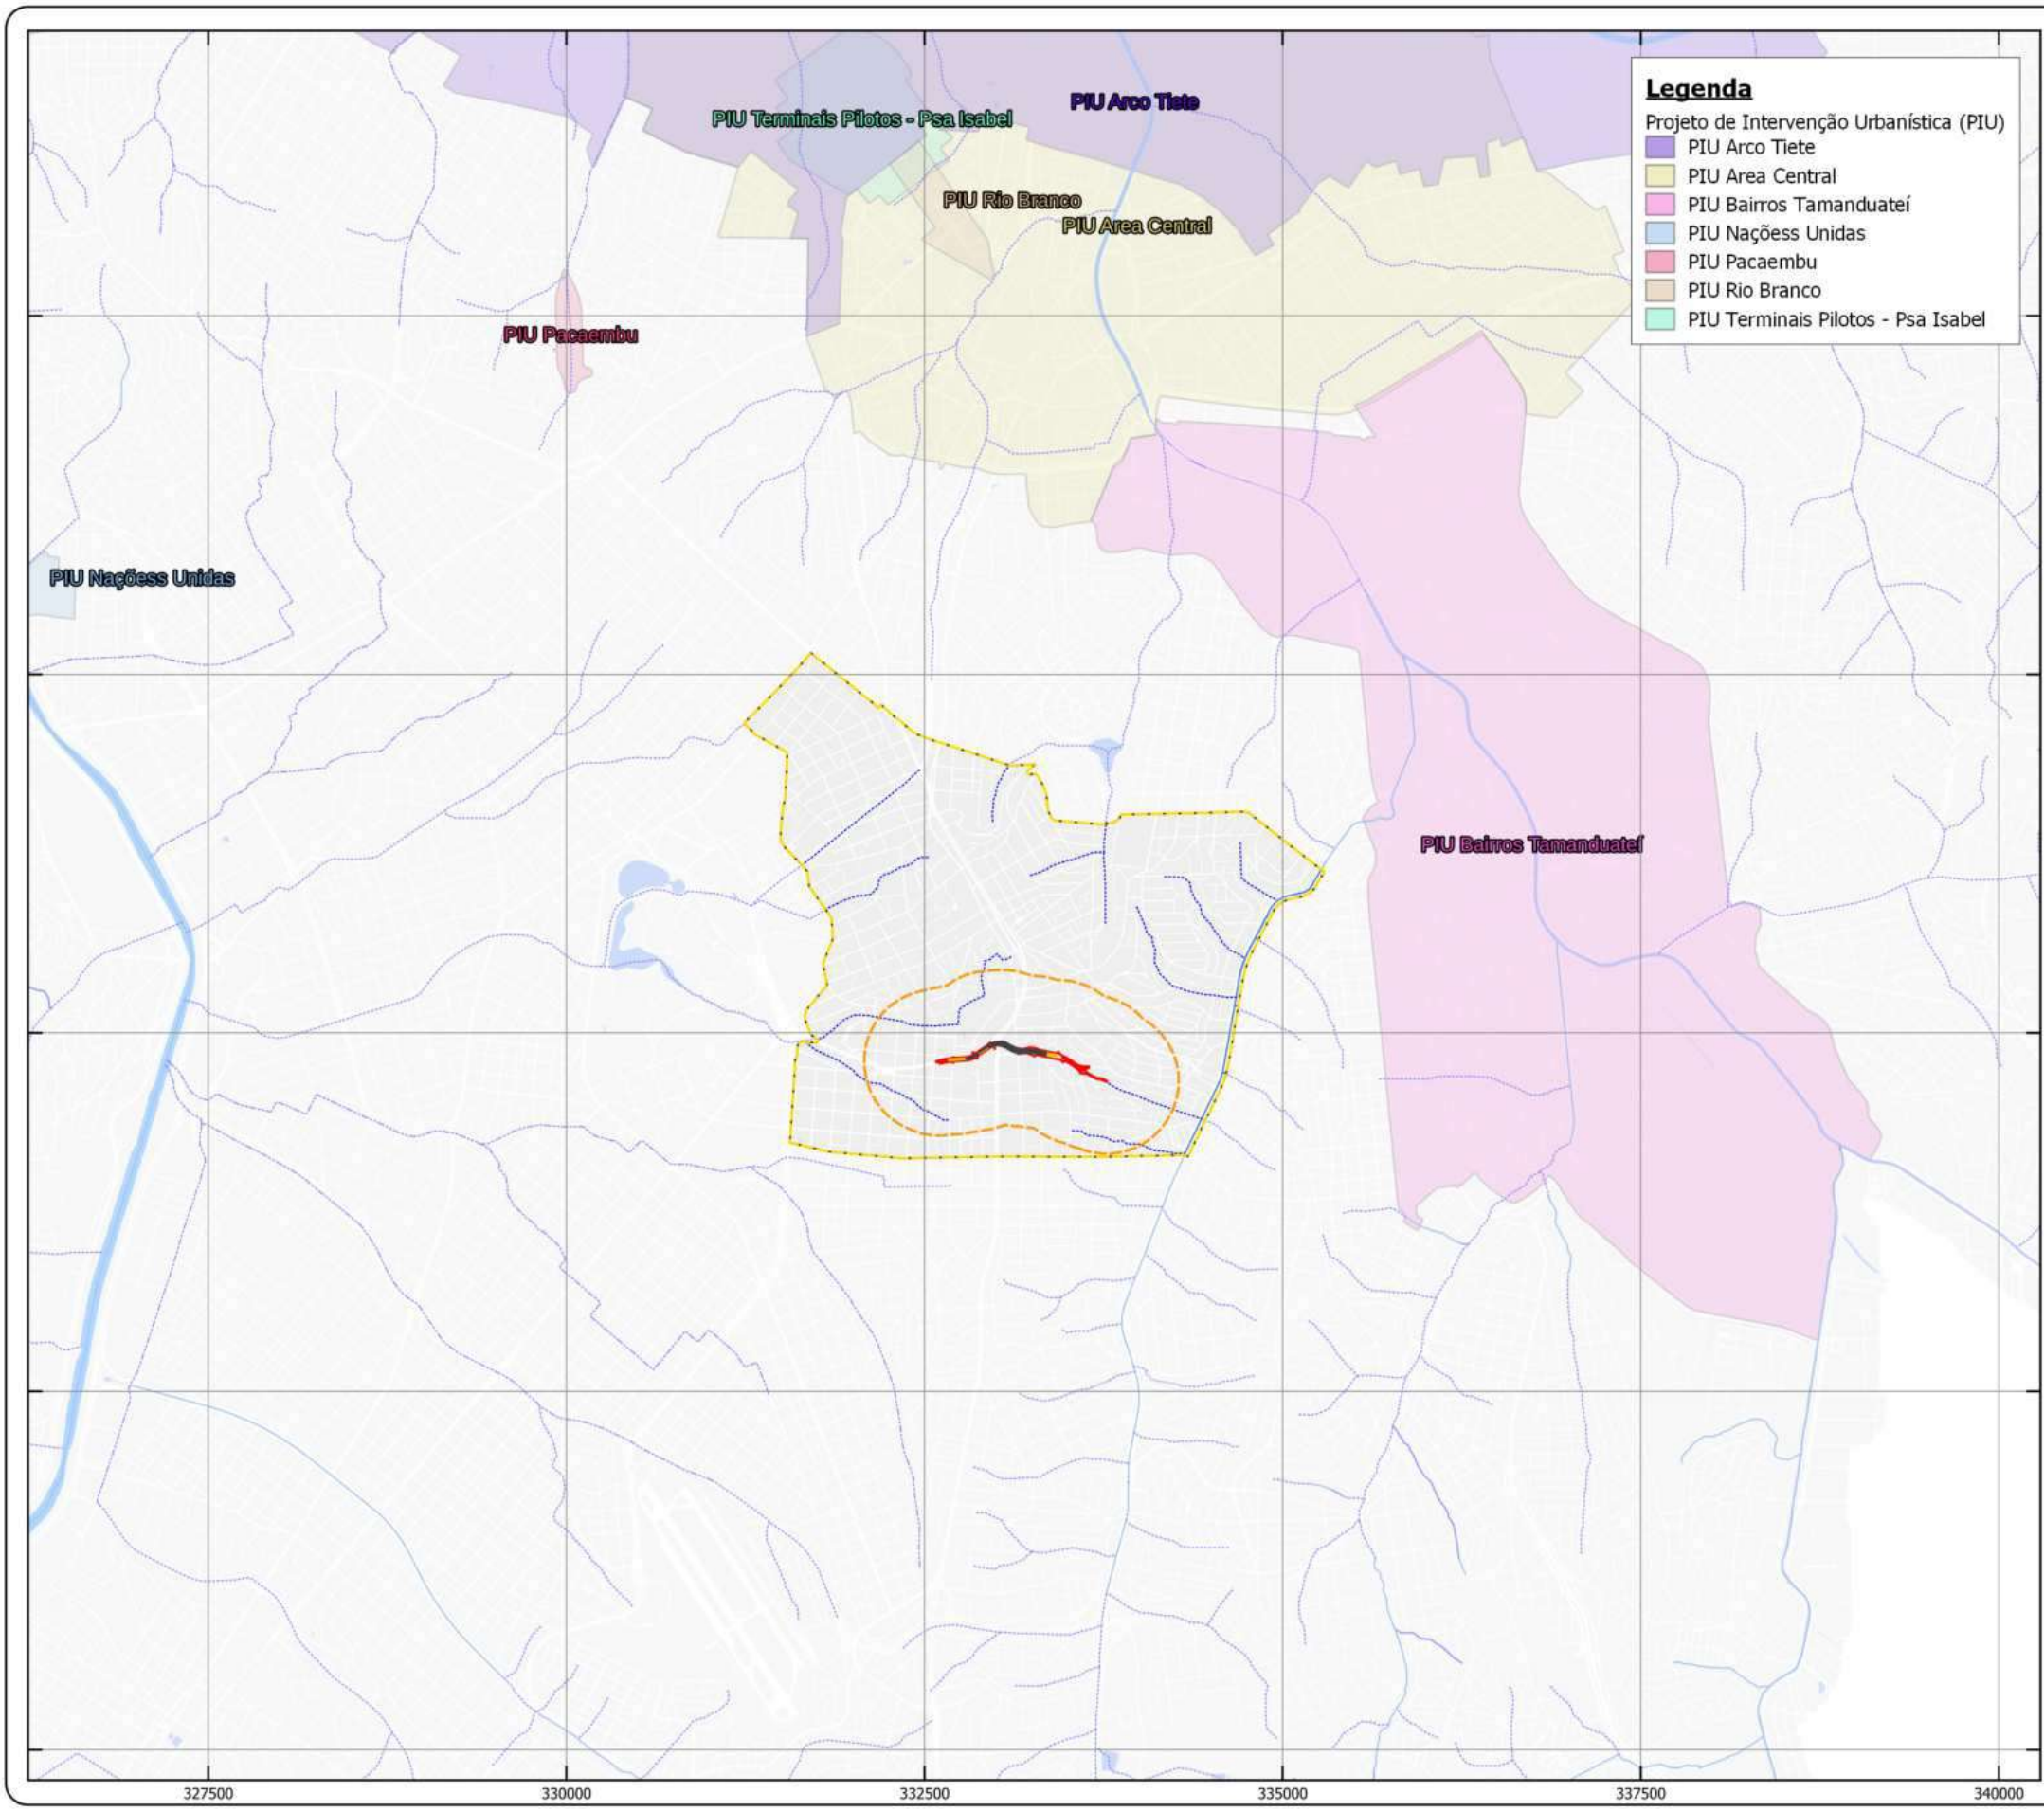 Legenda
Projeto de Intervenção Urbanística (PIU)
PIU Arco Tiete
PIU Area Central
PIU Bairros Tamanduateí
PIU Naçõess Unidas
PIU Pacaembu
PIU Rio Branco
PIU Terminais Pilotos - Psa Isabel
PIU Arco Tiete
PIU Terminais Pilotos - Psa Isabel
PIU Rio Branco
PIU Area Central
PIU Pacaembu
PIU Naçõess Unidas
PIU Bairros Tamanduateí
327500 330000 332500 335000 337500 340000